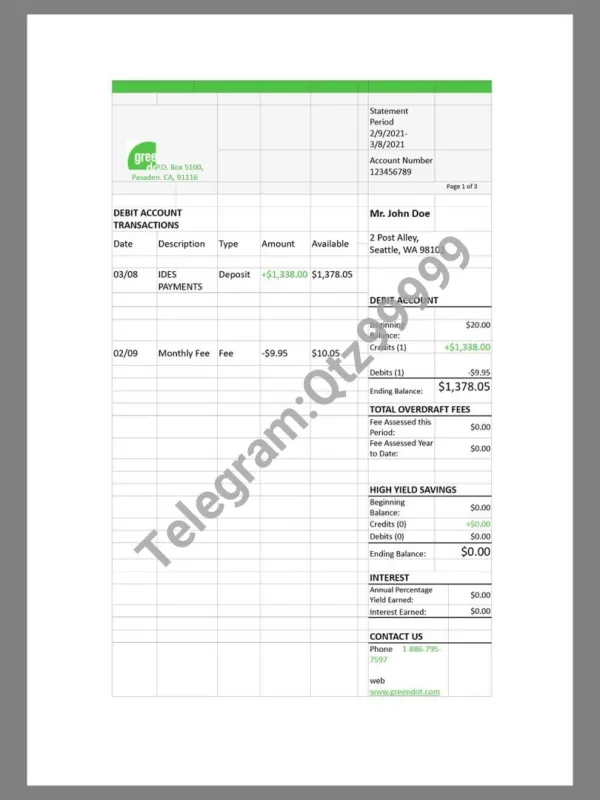 Statement
Period
2/9/2021-
3/8/2021
Account Number
123456789
Page 1 of 3
gree
P.O. Box 5100,
Pasaden. CA, 91116
DEBIT ACCOUNT
TRANSACTIONS
Date Description Type Amount Available
03/08 IDES PAYMENTS Deposit +$1,338.00 $1,378.05
02/09 Monthly Fee Fee -$9.95 $10.05
Mr. John Doe
2 Post Alley,
Seattle, WA 98101
DEBIT ACCOUNT
Beginning
Balance: $20.00
Credits (1) +$1,338.00
Debits (1) -$9.95
Ending Balance: $1,378.05
TOTAL OVERDRAFT FEES
Fee Assessed this
Period: $0.00
Fee Assessed Year
to Date: $0.00
HIGH YIELD SAVINGS
Beginning
Balance: $0.00
Credits (0) +$0.00
Debits (0) $0.00
Ending Balance: $0.00
INTEREST
Annual Percentage
Yield Earned: $0.00
Interest Earned: $0.00
CONTACT US
Phone 1-886-795-
7597
web
www.greendot.com
Telegram:Qtz99999